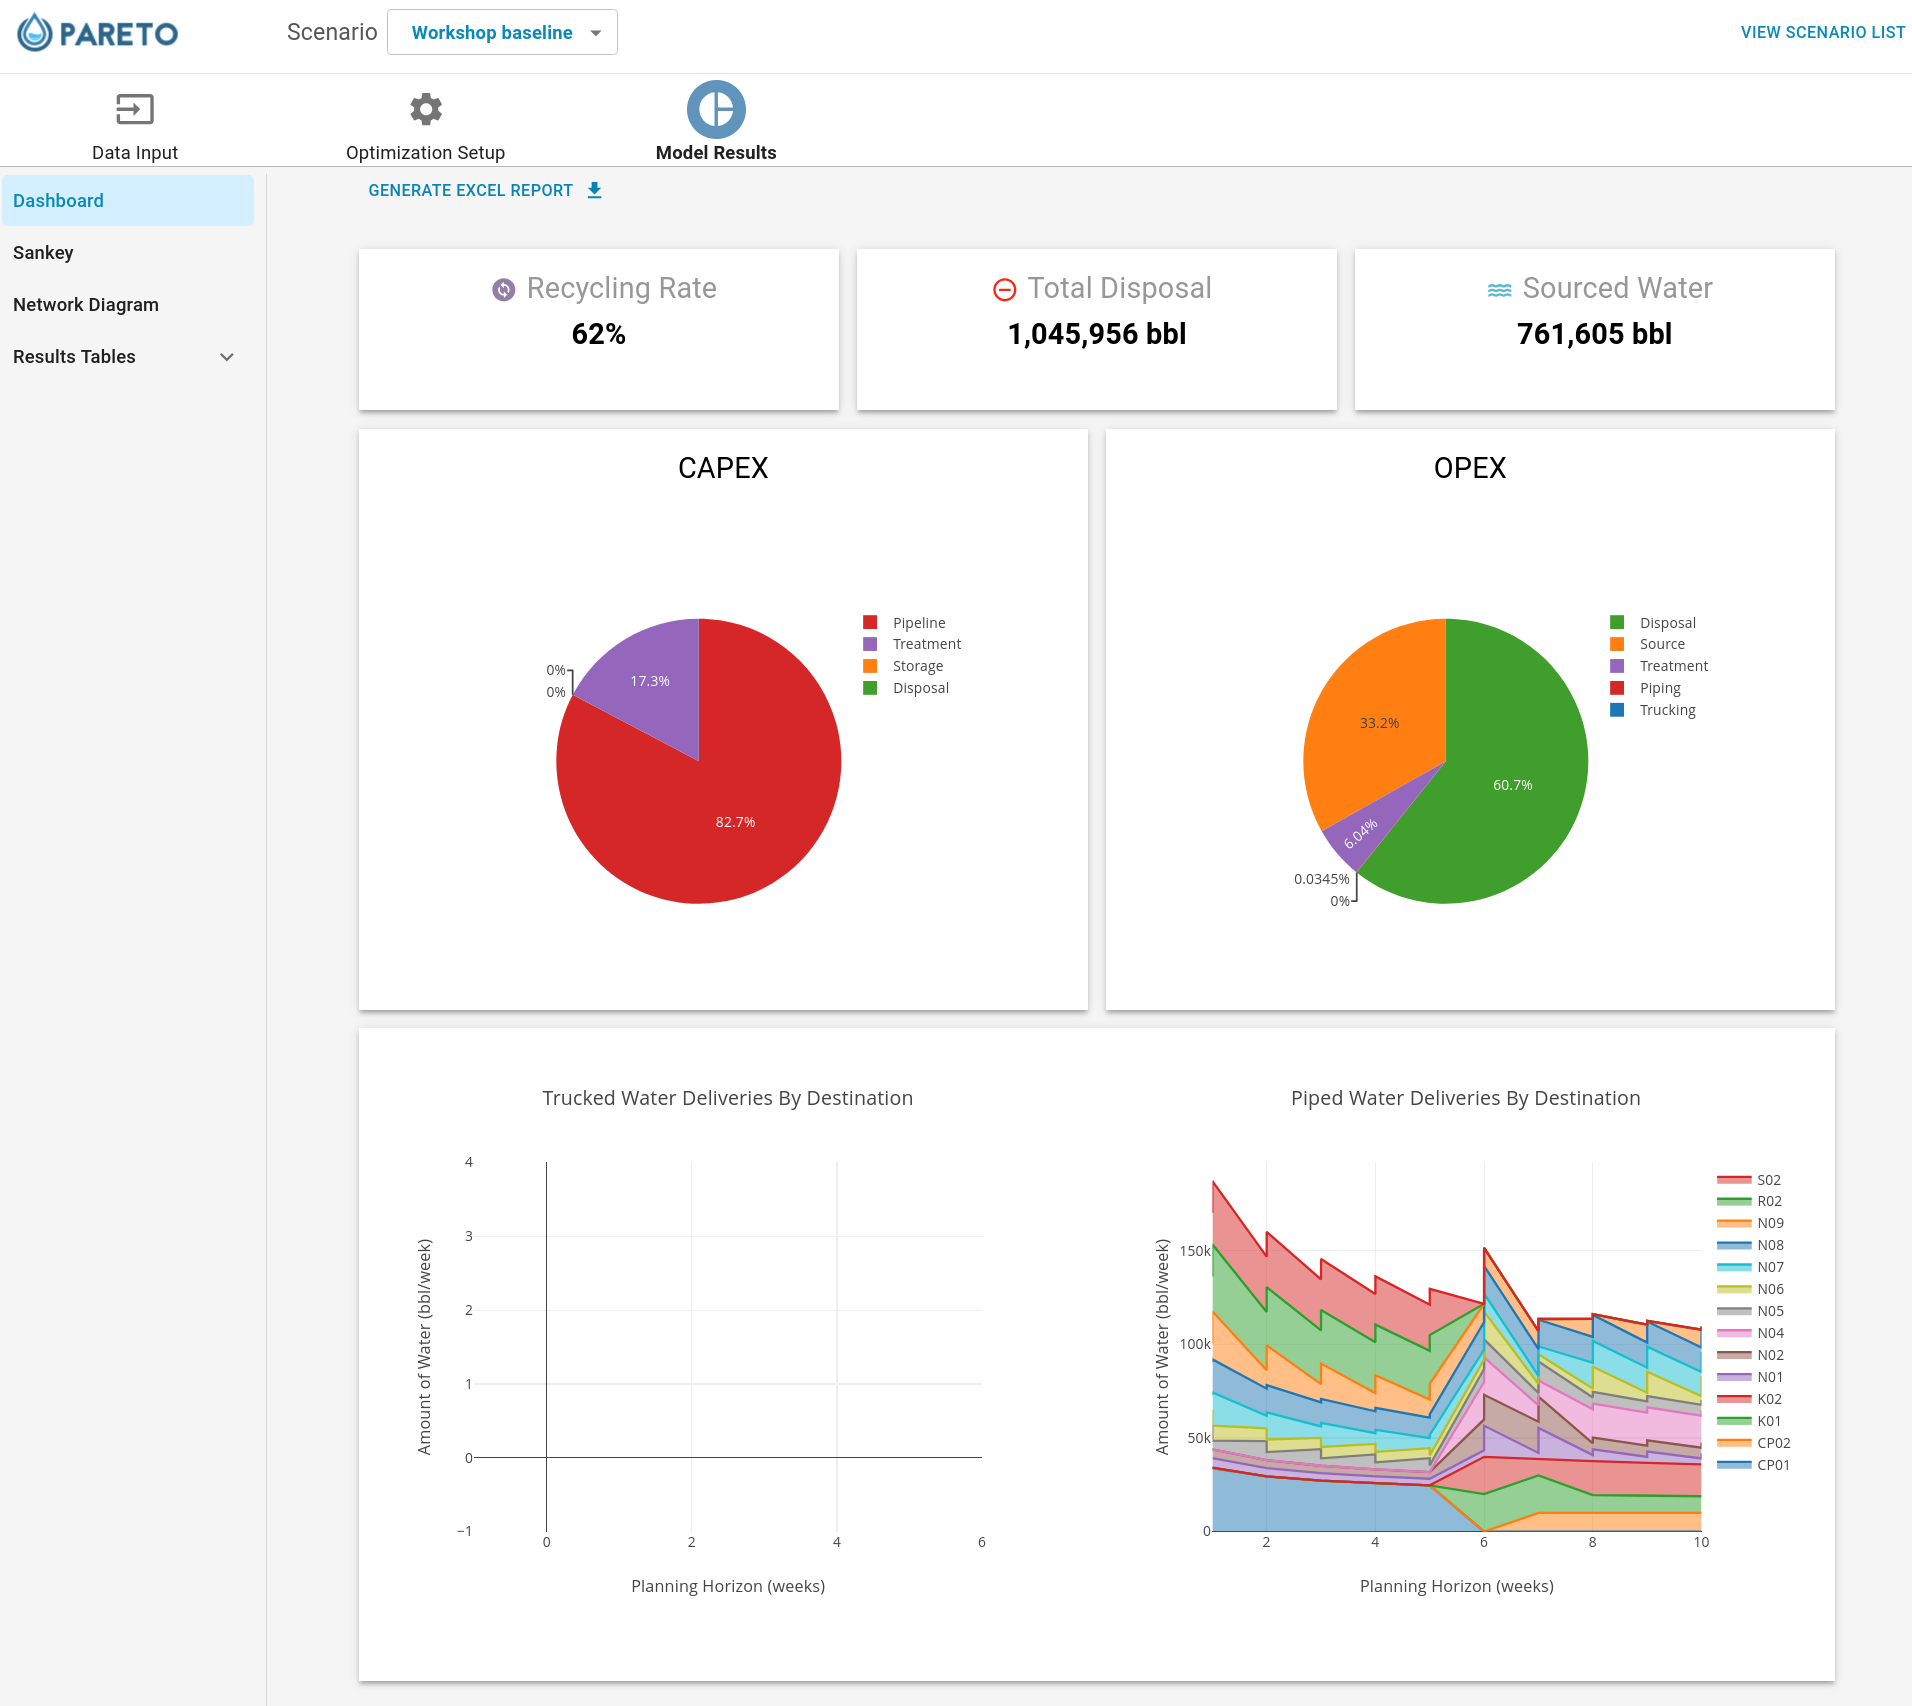 PARETO
Scenario
Workshop baseline
VIEW SCENARIO LIST
Data Input
Optimization Setup
Model Results
Dashboard
Sankey
Network Diagram
Results Tables
GENERATE EXCEL REPORT
Recycling Rate
62%
Total Disposal
1,045,956 bbl
Sourced Water
761,605 bbl
CAPEX
0%
0%
17.3%
82.7%
Pipeline
Treatment
Storage
Disposal
OPEX
33.2%
60.7%
6.04%
0.0345%
0%
Disposal
Source
Treatment
Piping
Trucking
Trucked Water Deliveries By Destination
Amount of Water (bbl/week)
4
3
2
1
0
−1
0
2
4
6
Planning Horizon (weeks)
Piped Water Deliveries By Destination
Amount of Water (bbl/week)
150k
100k
50k
0
2
4
6
8
10
Planning Horizon (weeks)
S02
R02
N09
N08
N07
N06
N05
N04
N02
N01
K02
K01
CP02
CP01